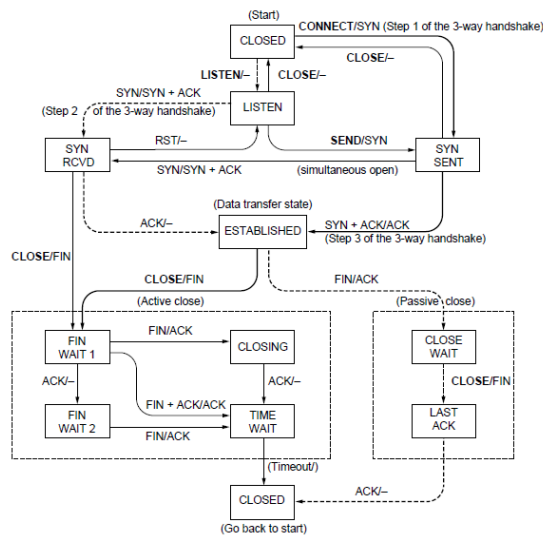 (Start)
CLOSED
CONNECT/SYN (Step 1 of the 3-way handshake)
CLOSE/–
LISTEN/–
CLOSE/–
SYN/SYN + ACK
LISTEN
(Step 2 of the 3-way handshake)
RST/–
SEND/SYN
SYN
RCVD
SYN
SENT
SYN/SYN + ACK
(simultaneous open)
(Data transfer state)
ACK/–
ESTABLISHED
SYN + ACK/ACK
(Step 3 of the 3-way handshake)
CLOSE/FIN
CLOSE/FIN
FIN/ACK
(Active close)
(Passive close)
FIN
WAIT 1
FIN/ACK
CLOSING
CLOSE
WAIT
ACK/–
FIN + ACK/ACK
ACK/–
CLOSE/FIN
FIN
WAIT 2
FIN/ACK
TIME
WAIT
LAST
ACK
(Timeout/)
CLOSED
ACK/–
(Go back to start)